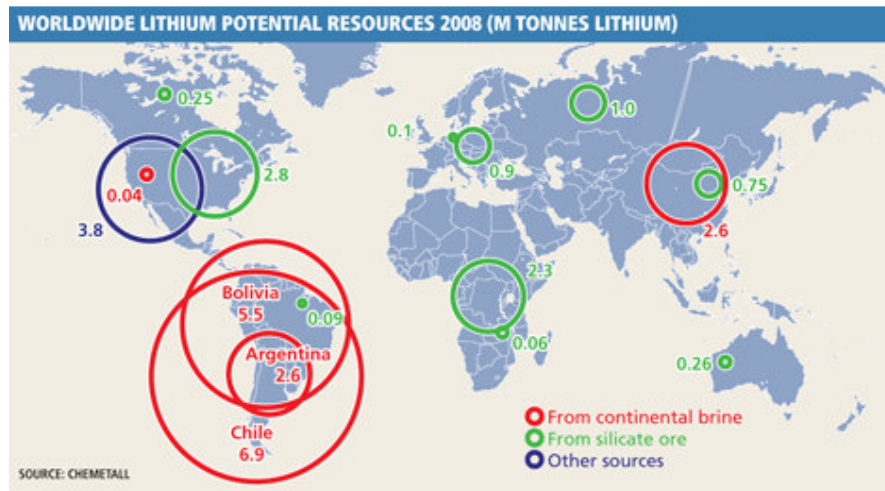 WORLDWIDE LITHIUM POTENTIAL RESOURCES 2008 (M TONNES LITHIUM)
0.25
0.1
1.0
2.8
0.9
0.75
0.04
3.8
2.6
2.3
Bolivia
5.5
0.09
0.06
Argentina
2.6
0.26
Chile
6.9
From continental brine
From silicate ore
Other sources
SOURCE: CHEMETALL